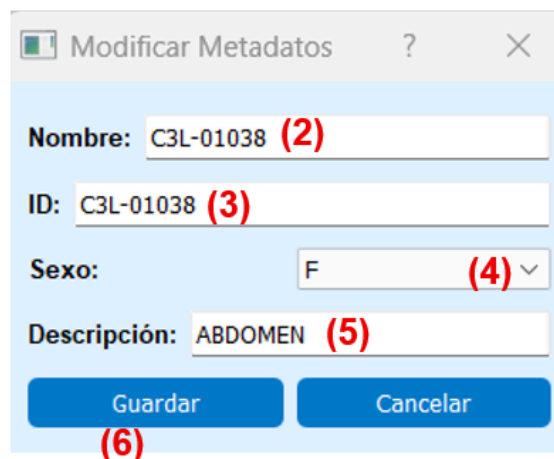 Modificar Metadatos ? ×
Nombre: C3L-01038 (2)
ID: C3L-01038 (3)
Sexo: F (4)
Descripción: ABDOMEN (5)
Guardar Cancelar
(6)